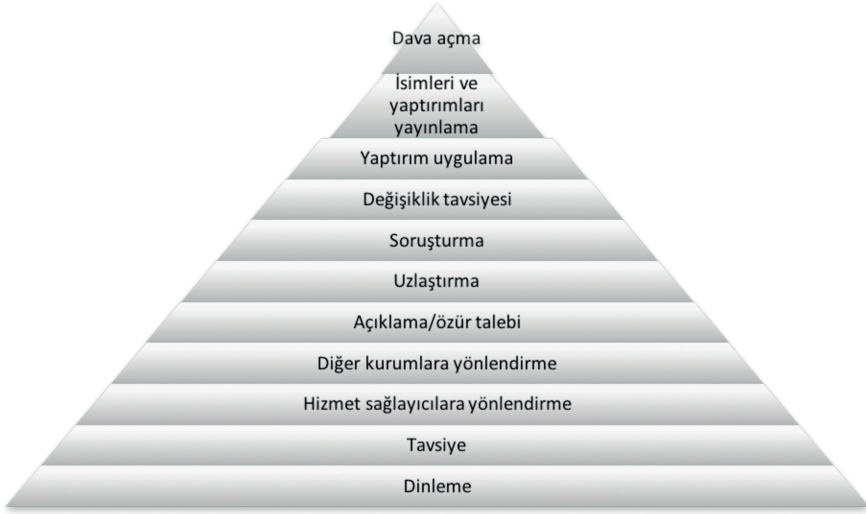 Dava açma
İsimleri ve
yaptırımları
yayınlama
Yaptırım uygulama
Değişiklik tavsiyesi
Soruşturma
Uzlaştırma
Açıklama/özür talebi
Diğer kurumlara yönlendirme
Hizmet sağlayıcılara yönlendirme
Tavsiye
Dinleme